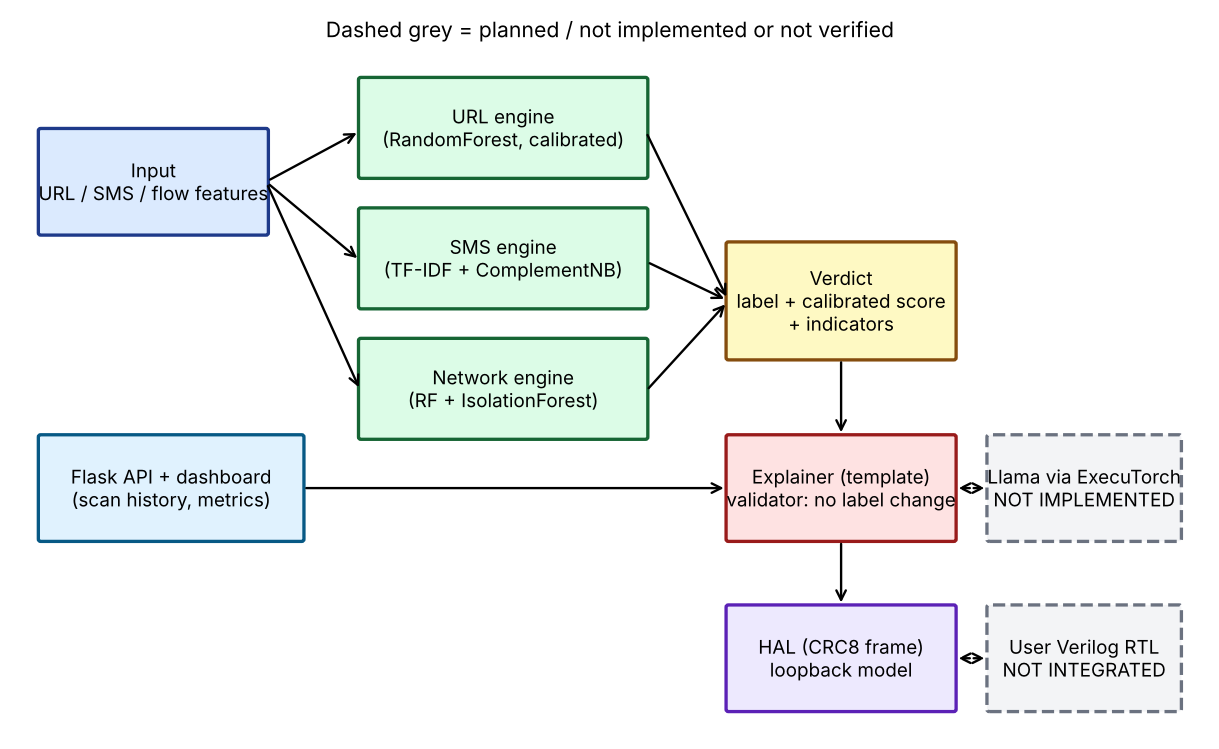 Dashed grey = planned / not implemented or not verified
URL engine
(RandomForest, calibrated)
Input
URL / SMS / flow features
SMS engine
(TF-IDF + ComplementNB)
Verdict
label + calibrated score
+ indicators
Network engine
(RF + IsolationForest)
Flask API + dashboard
(scan history, metrics)
Explainer (template)
validator: no label change
Llama via ExecuTorch
NOT IMPLEMENTED
HAL (CRC8 frame)
loopback model
User Verilog RTL
NOT INTEGRATED